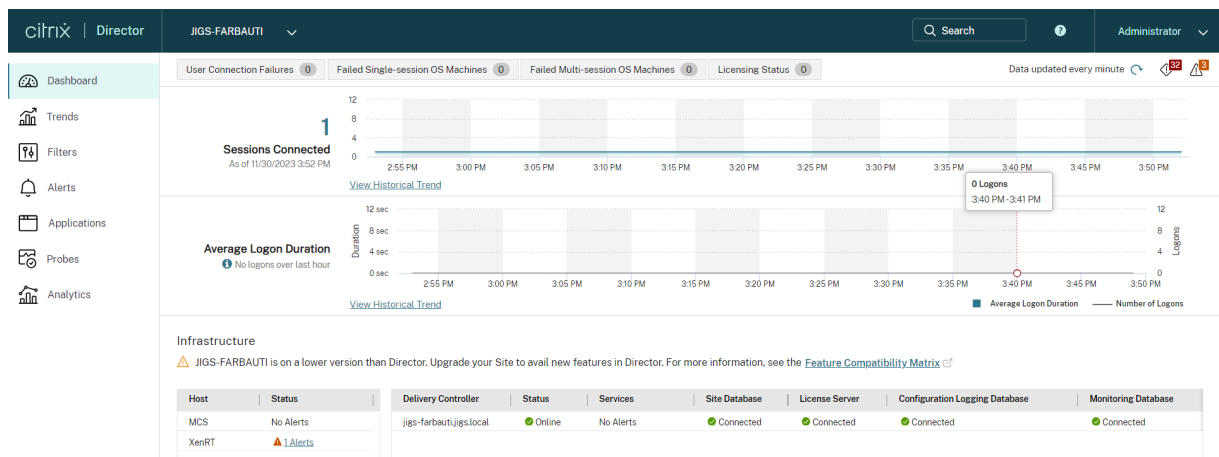 citrix | Director
JIGS-FARBAUTI
Search
?
Administrator
Dashboard
Trends
Filters
Alerts
Applications
Probes
Analytics
User Connection Failures 0
Failed Single-session OS Machines 0
Failed Multi-session OS Machines 0
Licensing Status 0
Data updated every minute
32
3
1
Sessions Connected
As of 11/30/2023 3:52 PM
12
8
4
0
2:55 PM 3:00 PM 3:05 PM 3:10 PM 3:15 PM 3:20 PM 3:25 PM 3:30 PM 3:35 PM 3:40 PM 3:45 PM 3:50 PM
View Historical Trend
0 Logons
3:40 PM-3:41 PM
Average Logon Duration
No logons over last hour
Duration
12 sec
8 sec
4 sec
0 sec
12
8
4
0
Logons
2:55 PM 3:00 PM 3:05 PM 3:10 PM 3:15 PM 3:20 PM 3:25 PM 3:30 PM 3:35 PM 3:40 PM 3:45 PM 3:50 PM
View Historical Trend
Average Logon Duration Number of Logons
Infrastructure
JIGS-FARBAUTI is on a lower version than Director. Upgrade your Site to avail new features in Director. For more information, see the Feature Compatibility Matrix
Host Status
MCS No Alerts
XenRT 1 Alerts
Delivery Controller Status Services Site Database License Server Configuration Logging Database Monitoring Database
jigs-farbauti.jigs.local Online No Alerts Connected Connected Connected Connected